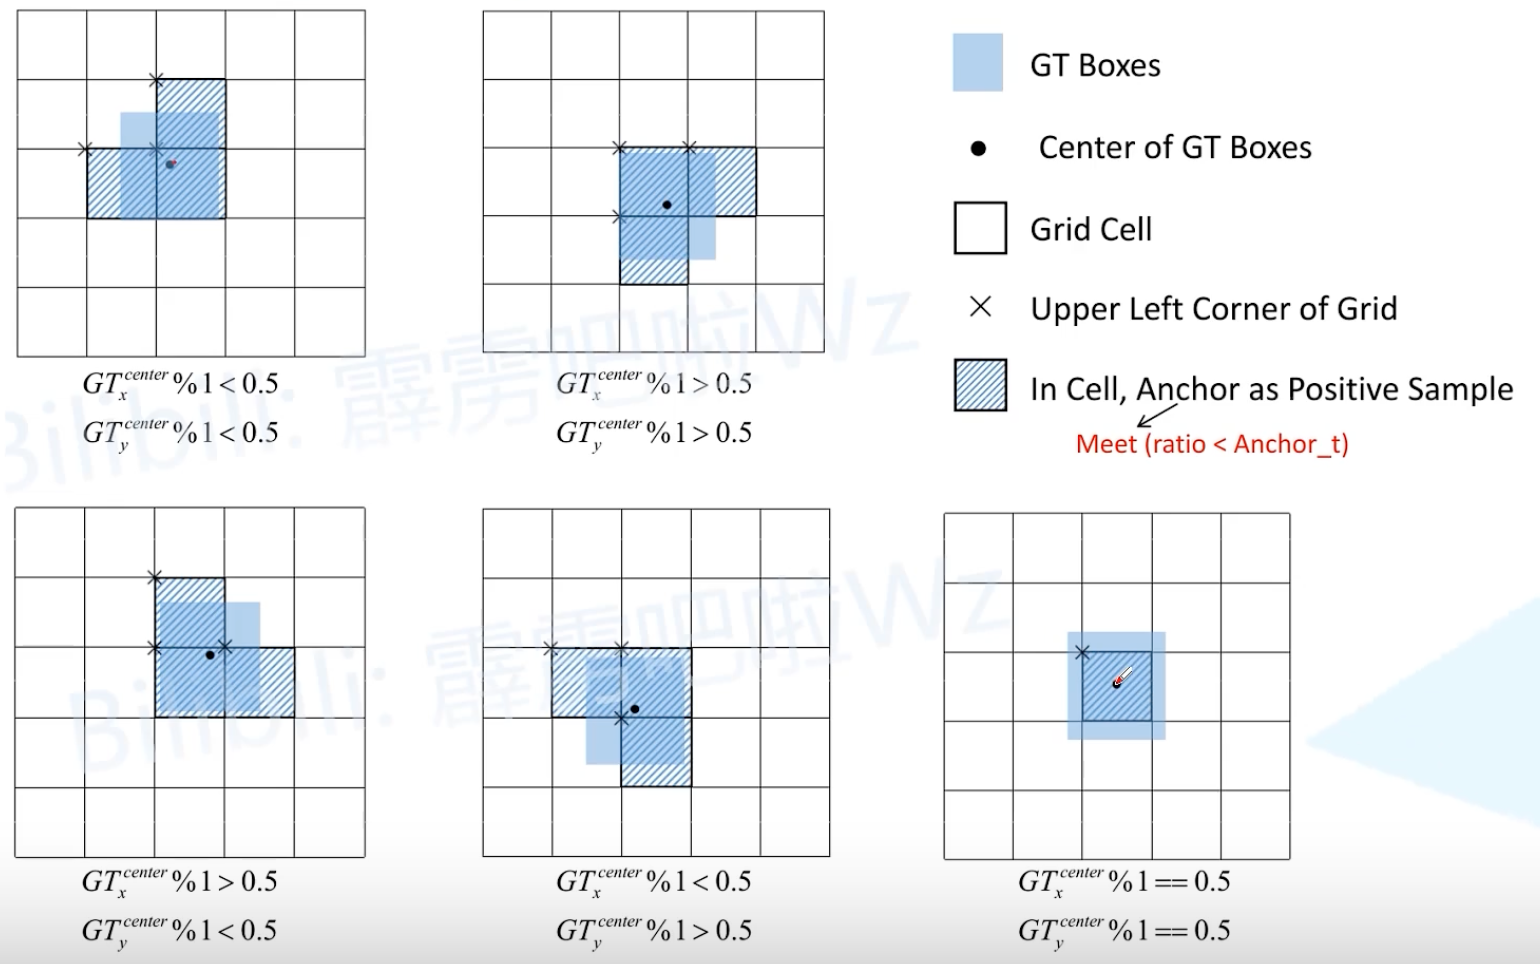 GT Boxes
Center of GT Boxes
Grid Cell
Upper Left Corner of Grid
In Cell, Anchor as Positive Sample
Meet (ratio < Anchor_t)
GT_x^center %1 < 0.5
GT_y^center %1 < 0.5
GT_x^center %1 > 0.5
GT_y^center %1 > 0.5
GT_x^center %1 > 0.5
GT_y^center %1 < 0.5
GT_x^center %1 < 0.5
GT_y^center %1 > 0.5
GT_x^center %1 == 0.5
GT_y^center %1 == 0.5
Bilibili: 霹雳吧啦Wz
Bilibili: 霹雳吧啦Wz